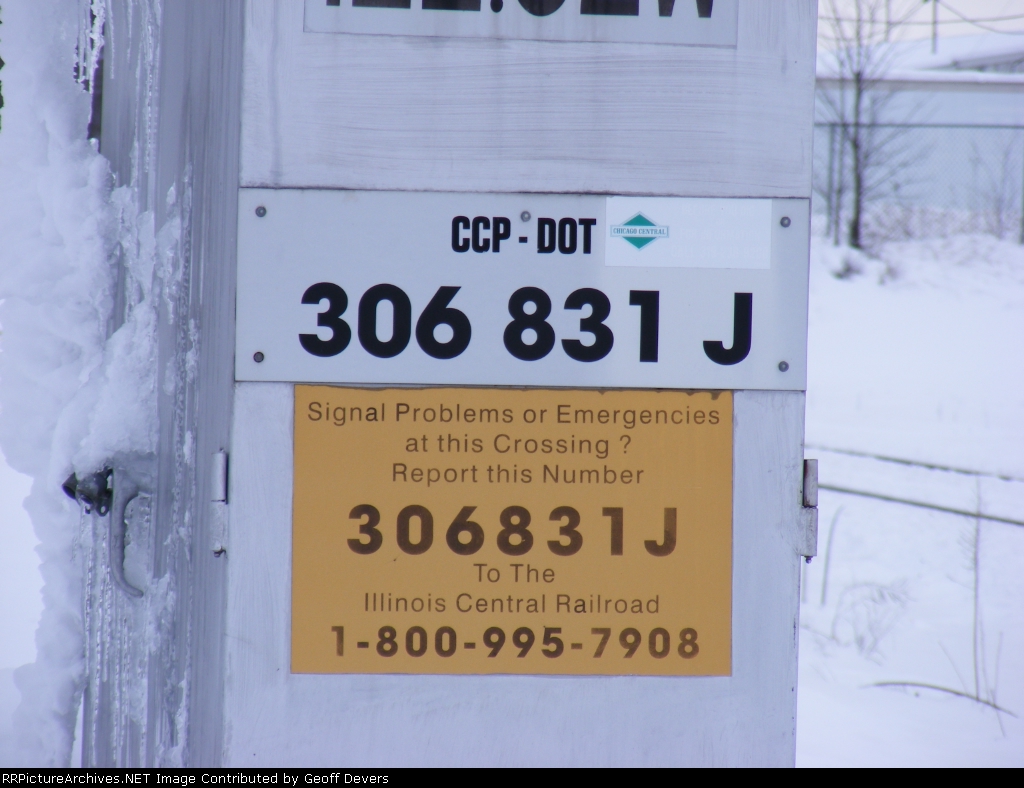 CCP - DOT CHICAGO CENTRAL
306 831 J
Signal Problems or Emergencies
at this Crossing ?
Report this Number
306831J
To The
Illinois Central Railroad
1-800-995-7908
RRPictureArchives.NET Image Contributed by Geoff Devers